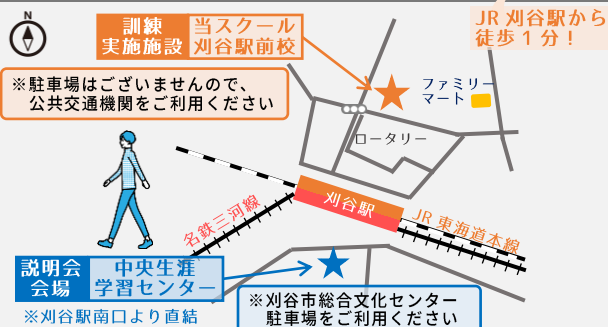 N
訓練
実施施設
当スクール
刈谷駅前校
JR 刈谷駅から
徒歩 1 分！
※駐車場はございませんので、
公共交通機関をご利用ください
ファミリー
マート
ロータリー
刈谷駅
名鉄三河線
JR 東海道本線
説明会
会場
中央生涯
学習センター
※刈谷駅南口より直結
※刈谷市総合文化センター
駐車場をご利用ください